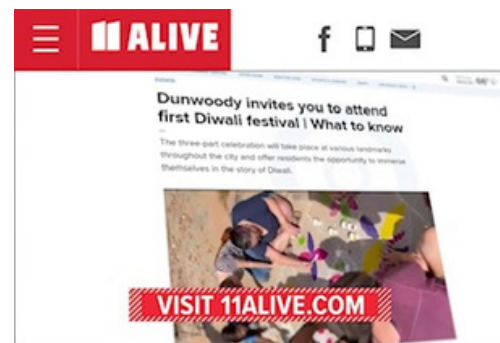 11 ALIVE
Dunwoody invites you to attend
first Diwali festival | What to know
The three-part celebration will take place at various landmarks
throughout the city and offer residents the opportunity to immerse
themselves in the story of Diwali.
VISIT 11ALIVE.COM